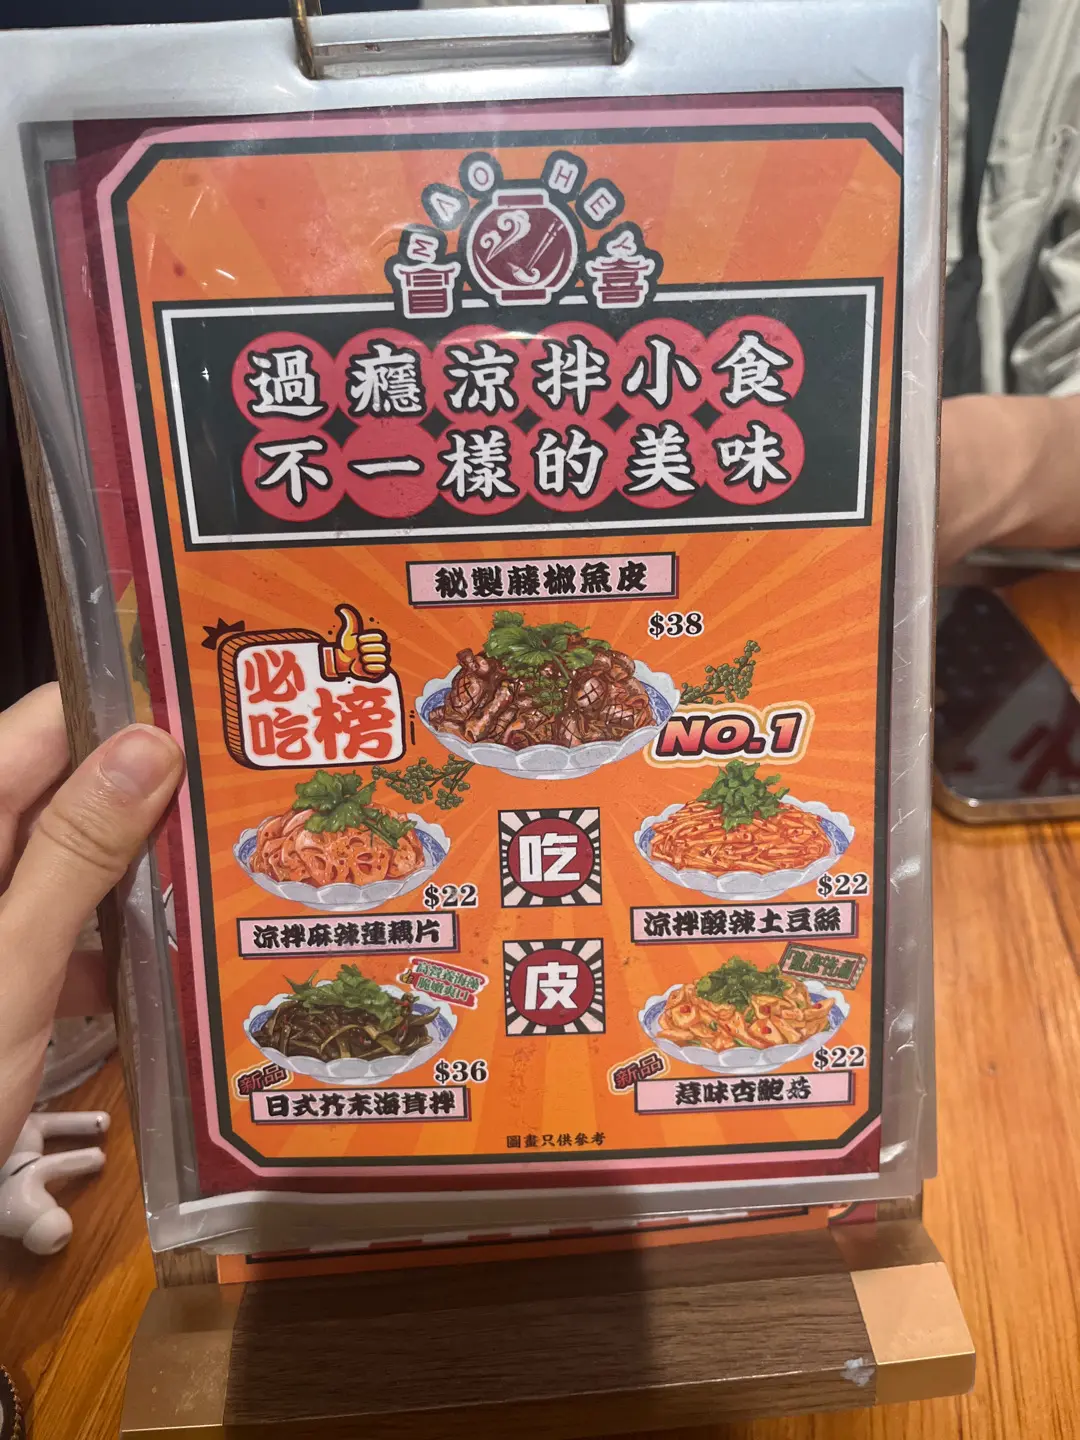 MAO HEY
冒 喜
過癮涼拌小食
不一樣的美味
秘製藤椒魚皮
$38
必吃榜
NO.1
$22
涼拌麻辣蓮藕片
吃皮
$22
涼拌酸辣土豆絲
新品
$36
日式芥末海茸拌
新品
$22
惹味杏鮑菇
圖畫只供參考